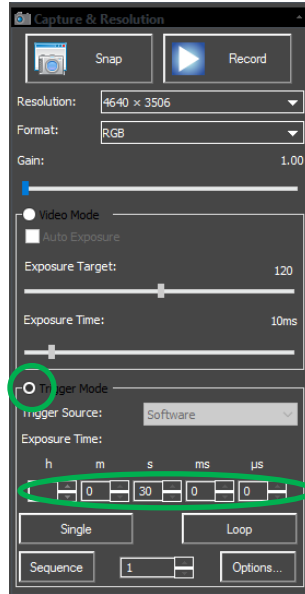 Capture & Resolution
Snap
Record
Resolution: 4640 × 3506
Format: RGB
Gain: 1.00
Video Mode
Auto Exposure
Exposure Target: 120
Exposure Time: 10ms
Trigger Mode
Trigger Source: Software
Exposure Time:
h m s ms µs
0 30 0 0
Single
Loop
Sequence 1 Options...